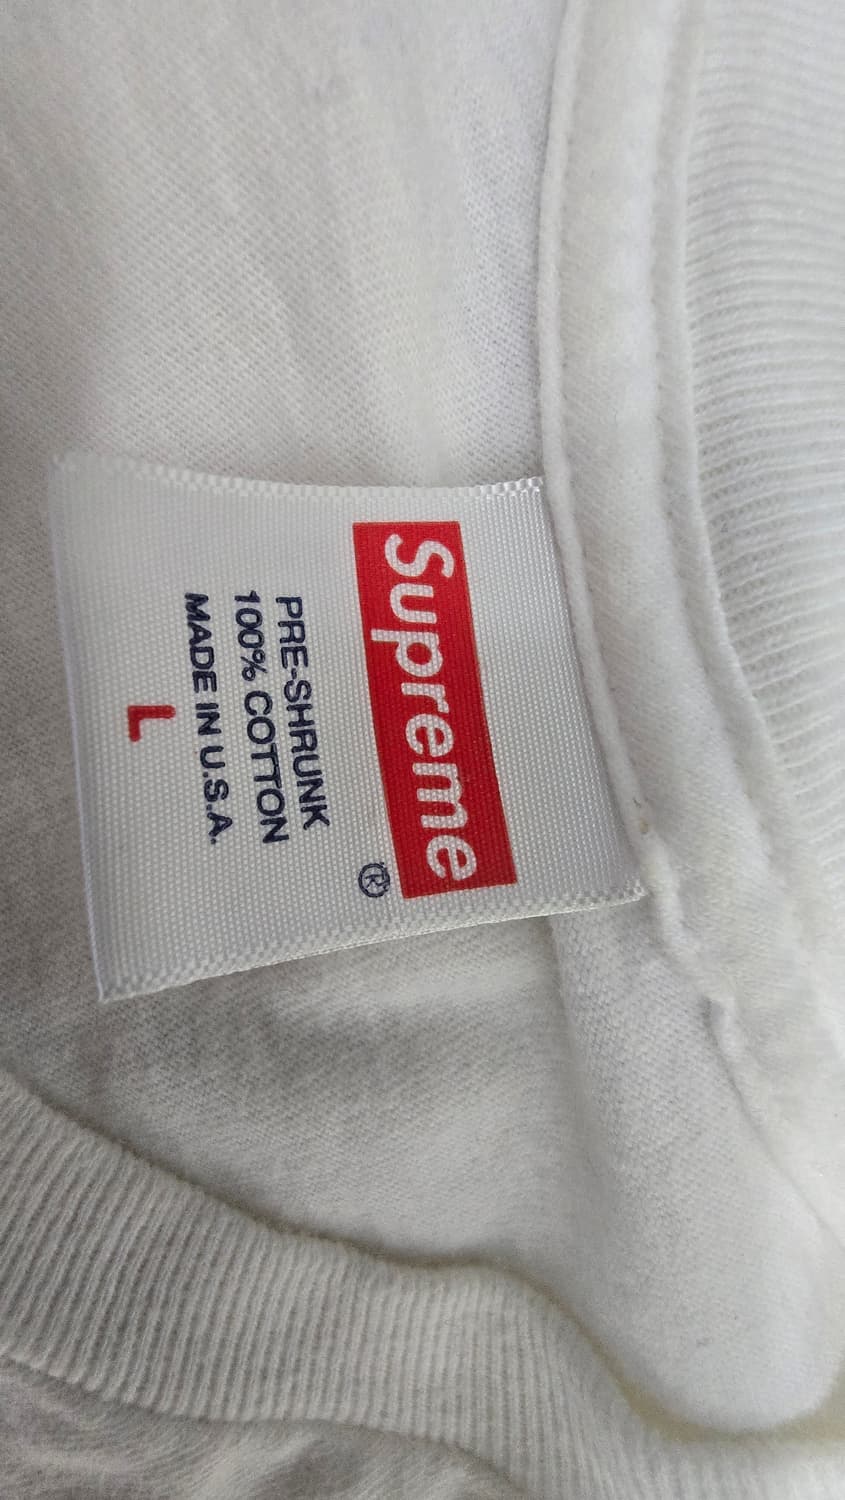 Supreme
®
PRE-SHRUNK
100% COTTON
MADE IN U.S.A.
L